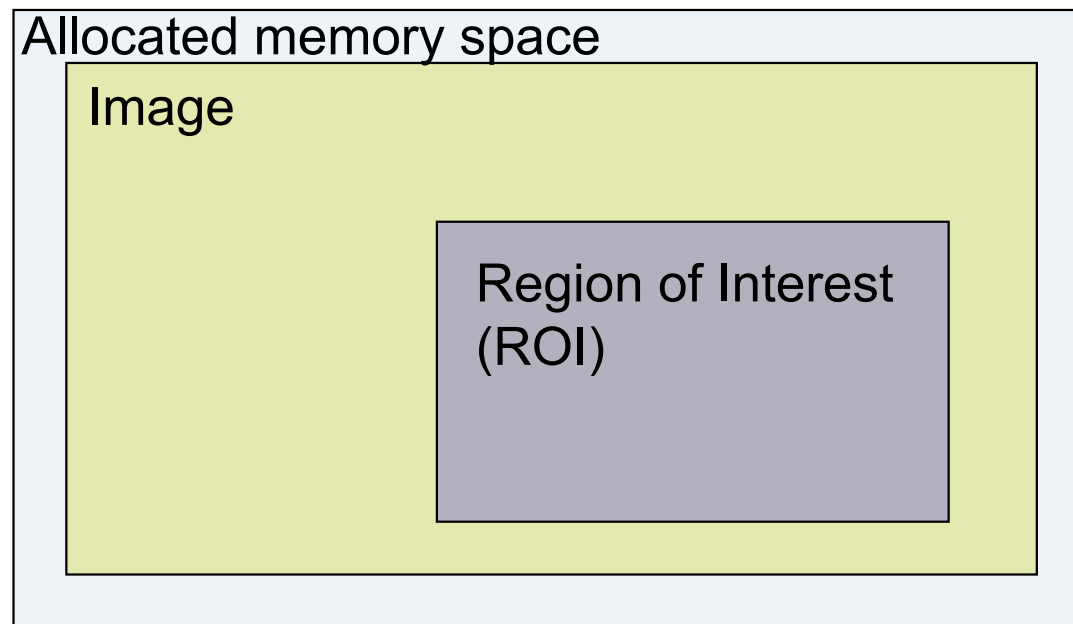 Allocated memory space
Image
Region of Interest
(ROI)